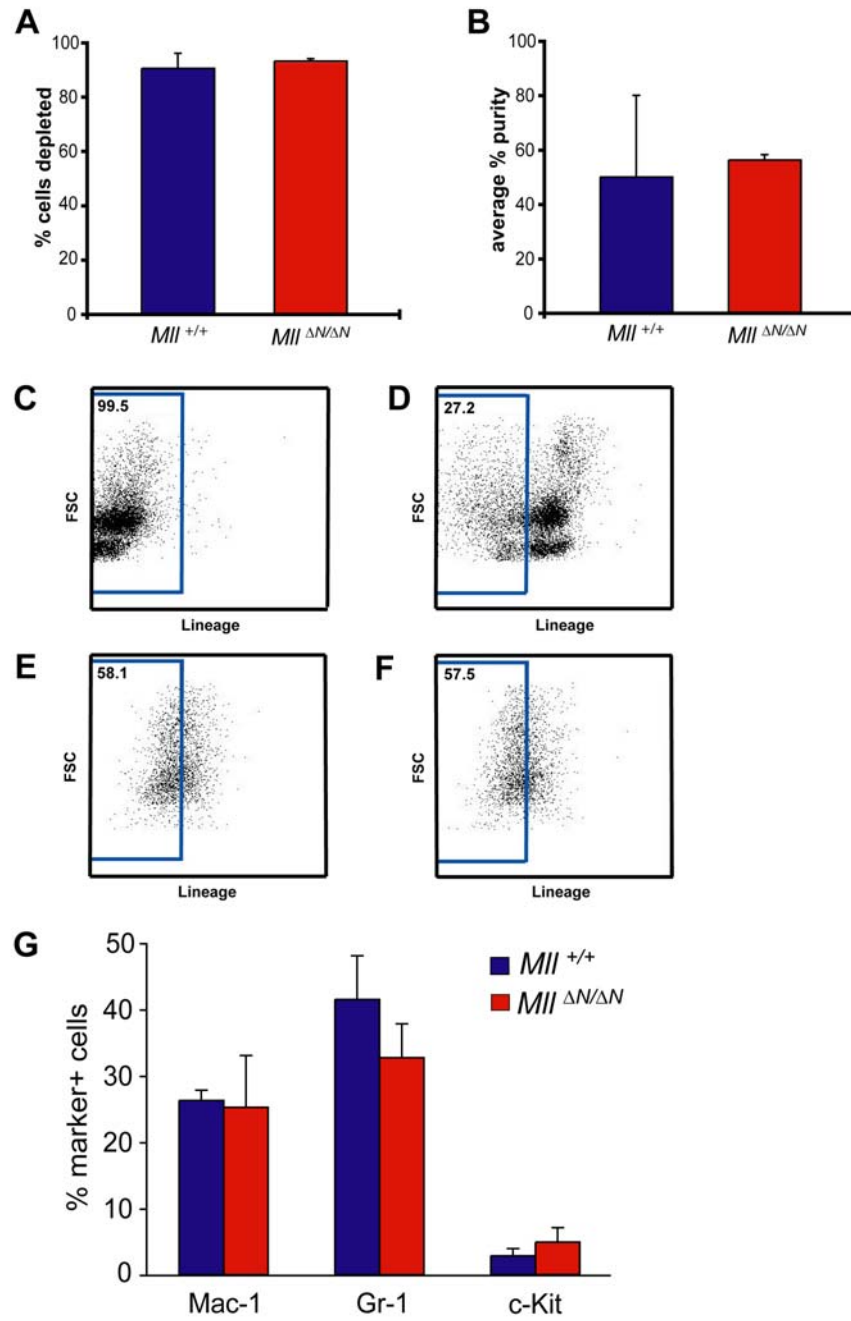 A
% cells depleted
100
80
60
40
20
0
Mll +/+
Mll ΔN/ΔN
B
average % purity
100
80
60
40
20
0
Mll +/+
Mll ΔN/ΔN
C
99.5
FSC
Lineage
D
27.2
FSC
Lineage
E
58.1
FSC
Lineage
F
57.5
FSC
Lineage
G
% marker+ cells
50
40
30
20
10
0
Mac-1
Gr-1
c-Kit
Mll +/+
Mll ΔN/ΔN